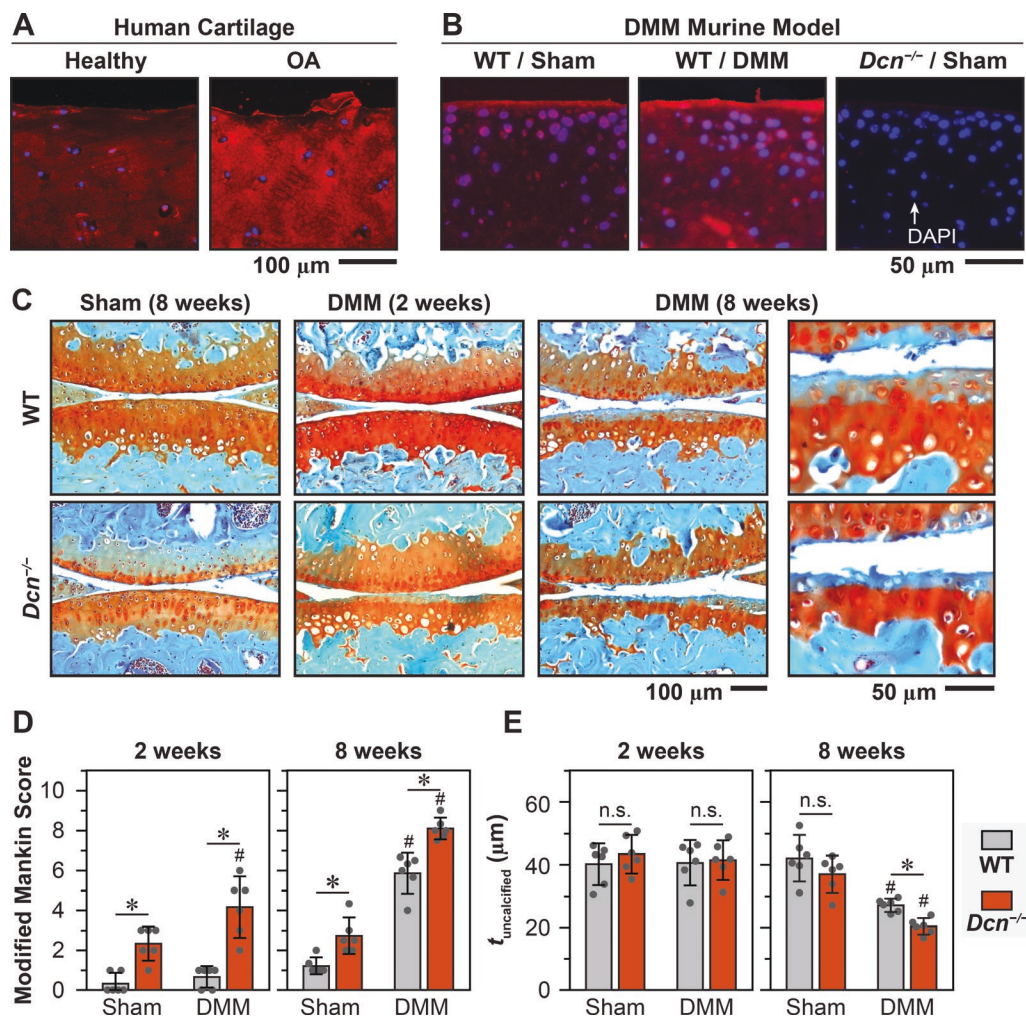 A Human Cartilage
Healthy OA
100 μm
B DMM Murine Model
WT / Sham WT / DMM Dcn⁻/⁻ / Sham
DAPI
50 μm
C Sham (8 weeks) DMM (2 weeks) DMM (8 weeks)
WT
Dcn⁻/⁻
100 μm 50 μm
D 2 weeks 8 weeks
Modified Mankin Score
10
8
6
4
2
0
* * * *
# # #
Sham DMM Sham DMM
E 2 weeks 8 weeks
t uncalcified (μm)
60
40
20
0
n.s. n.s. n.s. *
# #
Sham DMM Sham DMM
WT
Dcn⁻/⁻